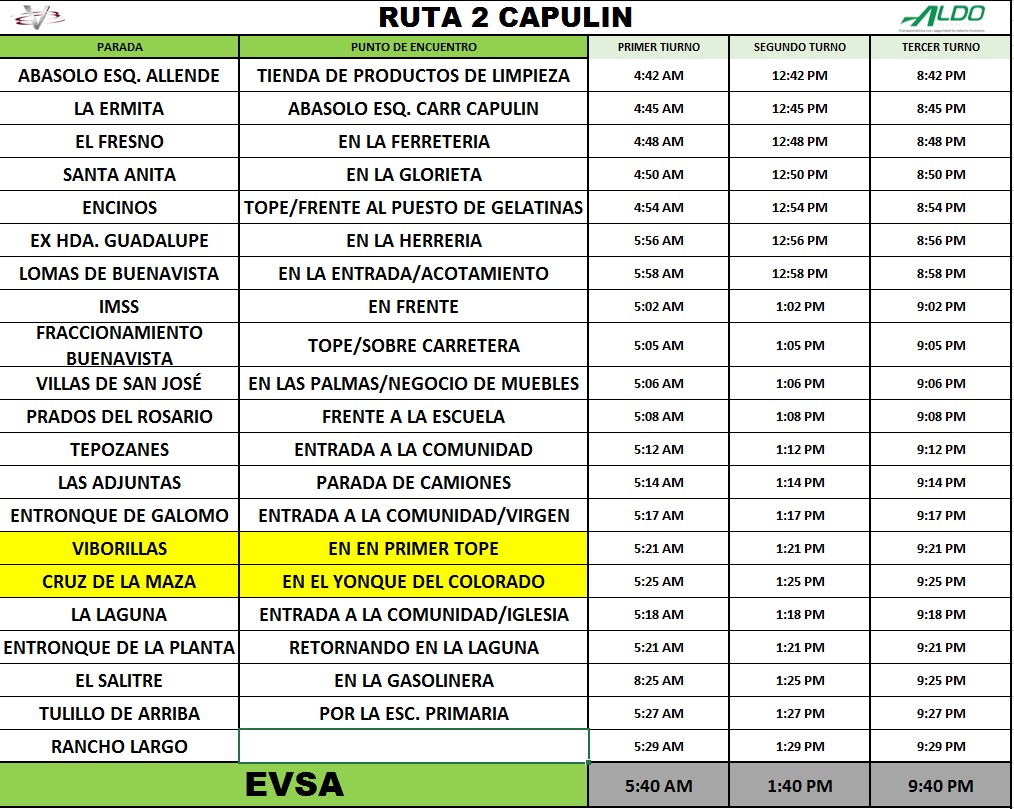 RUTA 2 CAPULIN
ALDO
PARADA PUNTO DE ENCUENTRO PRIMER TIURNO SEGUNDO TURNO TERCER TURNO
ABASOLO ESQ. ALLENDE TIENDA DE PRODUCTOS DE LIMPIEZA 4:42 AM 12:42 PM 8:42 PM
LA ERMITA ABASOLO ESQ. CARR CAPULIN 4:45 AM 12:45 PM 8:45 PM
EL FRESNO EN LA FERRETERIA 4:48 AM 12:48 PM 8:48 PM
SANTA ANITA EN LA GLORIETA 4:50 AM 12:50 PM 8:50 PM
ENCINOS TOPE/FRENTE AL PUESTO DE GELATINAS 4:54 AM 12:54 PM 8:54 PM
EX HDA. GUADALUPE EN LA HERRERIA 5:56 AM 12:56 PM 8:56 PM
LOMAS DE BUENAVISTA EN LA ENTRADA/ACOTAMIENTO 5:58 AM 12:58 PM 8:58 PM
IMSS EN FRENTE 5:02 AM 1:02 PM 9:02 PM
FRACCIONAMIENTO
BUENAVISTA TOPE/SOBRE CARRETERA 5:05 AM 1:05 PM 9:05 PM
VILLAS DE SAN JOSÉ EN LAS PALMAS/NEGOCIO DE MUEBLES 5:06 AM 1:06 PM 9:06 PM
PRADOS DEL ROSARIO FRENTE A LA ESCUELA 5:08 AM 1:08 PM 9:08 PM
TEPOZANES ENTRADA A LA COMUNIDAD 5:12 AM 1:12 PM 9:12 PM
LAS ADJUNTAS PARADA DE CAMIONES 5:14 AM 1:14 PM 9:14 PM
ENTRONQUE DE GALOMO ENTRADA A LA COMUNIDAD/VIRGEN 5:17 AM 1:17 PM 9:17 PM
VIBORILLAS EN EN PRIMER TOPE 5:21 AM 1:21 PM 9:21 PM
CRUZ DE LA MAZA EN EL YONQUE DEL COLORADO 5:25 AM 1:25 PM 9:25 PM
LA LAGUNA ENTRADA A LA COMUNIDAD/IGLESIA 5:18 AM 1:18 PM 9:18 PM
ENTRONQUE DE LA PLANTA RETORNANDO EN LA LAGUNA 5:21 AM 1:21 PM 9:21 PM
EL SALITRE EN LA GASOLINERA 8:25 AM 1:25 PM 9:25 PM
TULILLO DE ARRIBA POR LA ESC. PRIMARIA 5:27 AM 1:27 PM 9:27 PM
RANCHO LARGO 5:29 AM 1:29 PM 9:29 PM
EVSA 5:40 AM 1:40 PM 9:40 PM